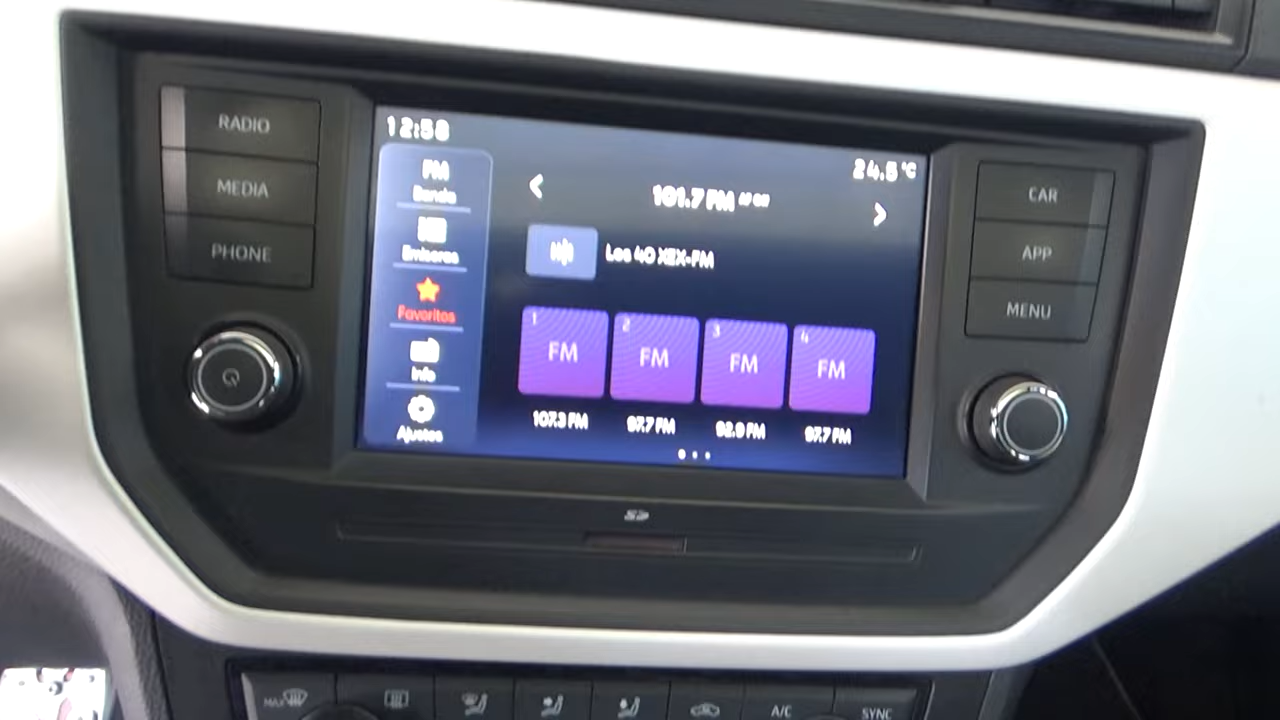 RADIO
MEDIA
PHONE
12:58
24.5 °C
FM
Banda
Emisoras
Favoritos
Info
Ajustes
101.7 FM
Los 40 XEX-FM
1
FM
107.3 FM
2
FM
97.7 FM
3
FM
92.9 FM
4
FM
97.7 FM
CAR
APP
MENU
SD
MAX
A/C
SYNC